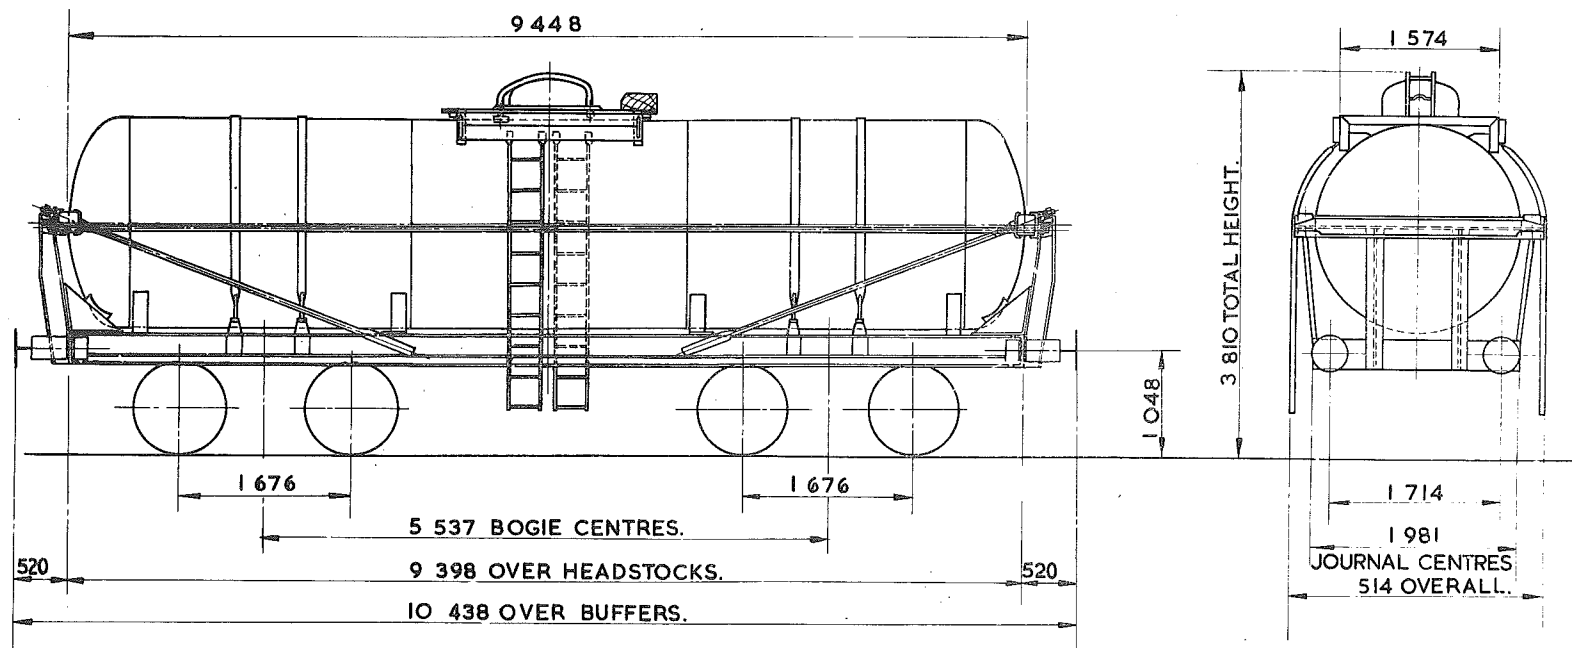 9 448
1 574
3 810 TOTAL HEIGHT.
1 048
1 676
1 676
1 714
5 537 BOGIE CENTRES.
1 981
JOURNAL CENTRES
520
9 398 OVER HEADSTOCKS.
520
514 OVERALL.
10 438 OVER BUFFERS.